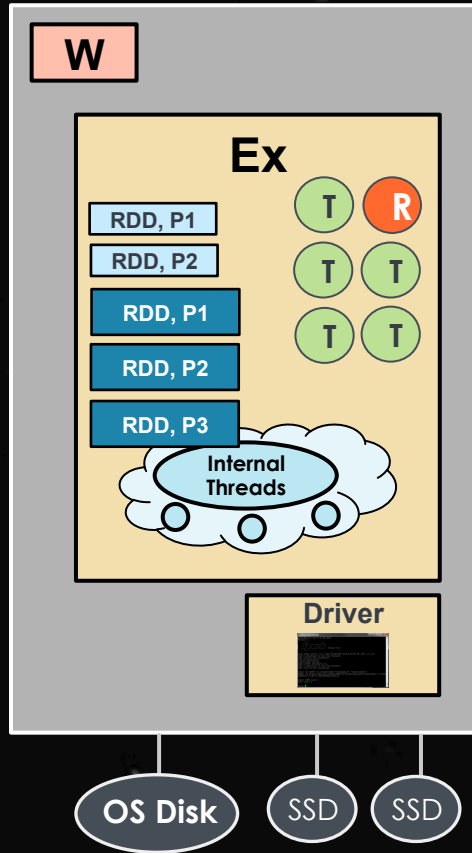 W
Ex
T
R
RDD, P1
RDD, P2
T
T
RDD, P1
T
T
RDD, P2
RDD, P3
Internal
Threads
Driver
OS Disk
SSD
SSD